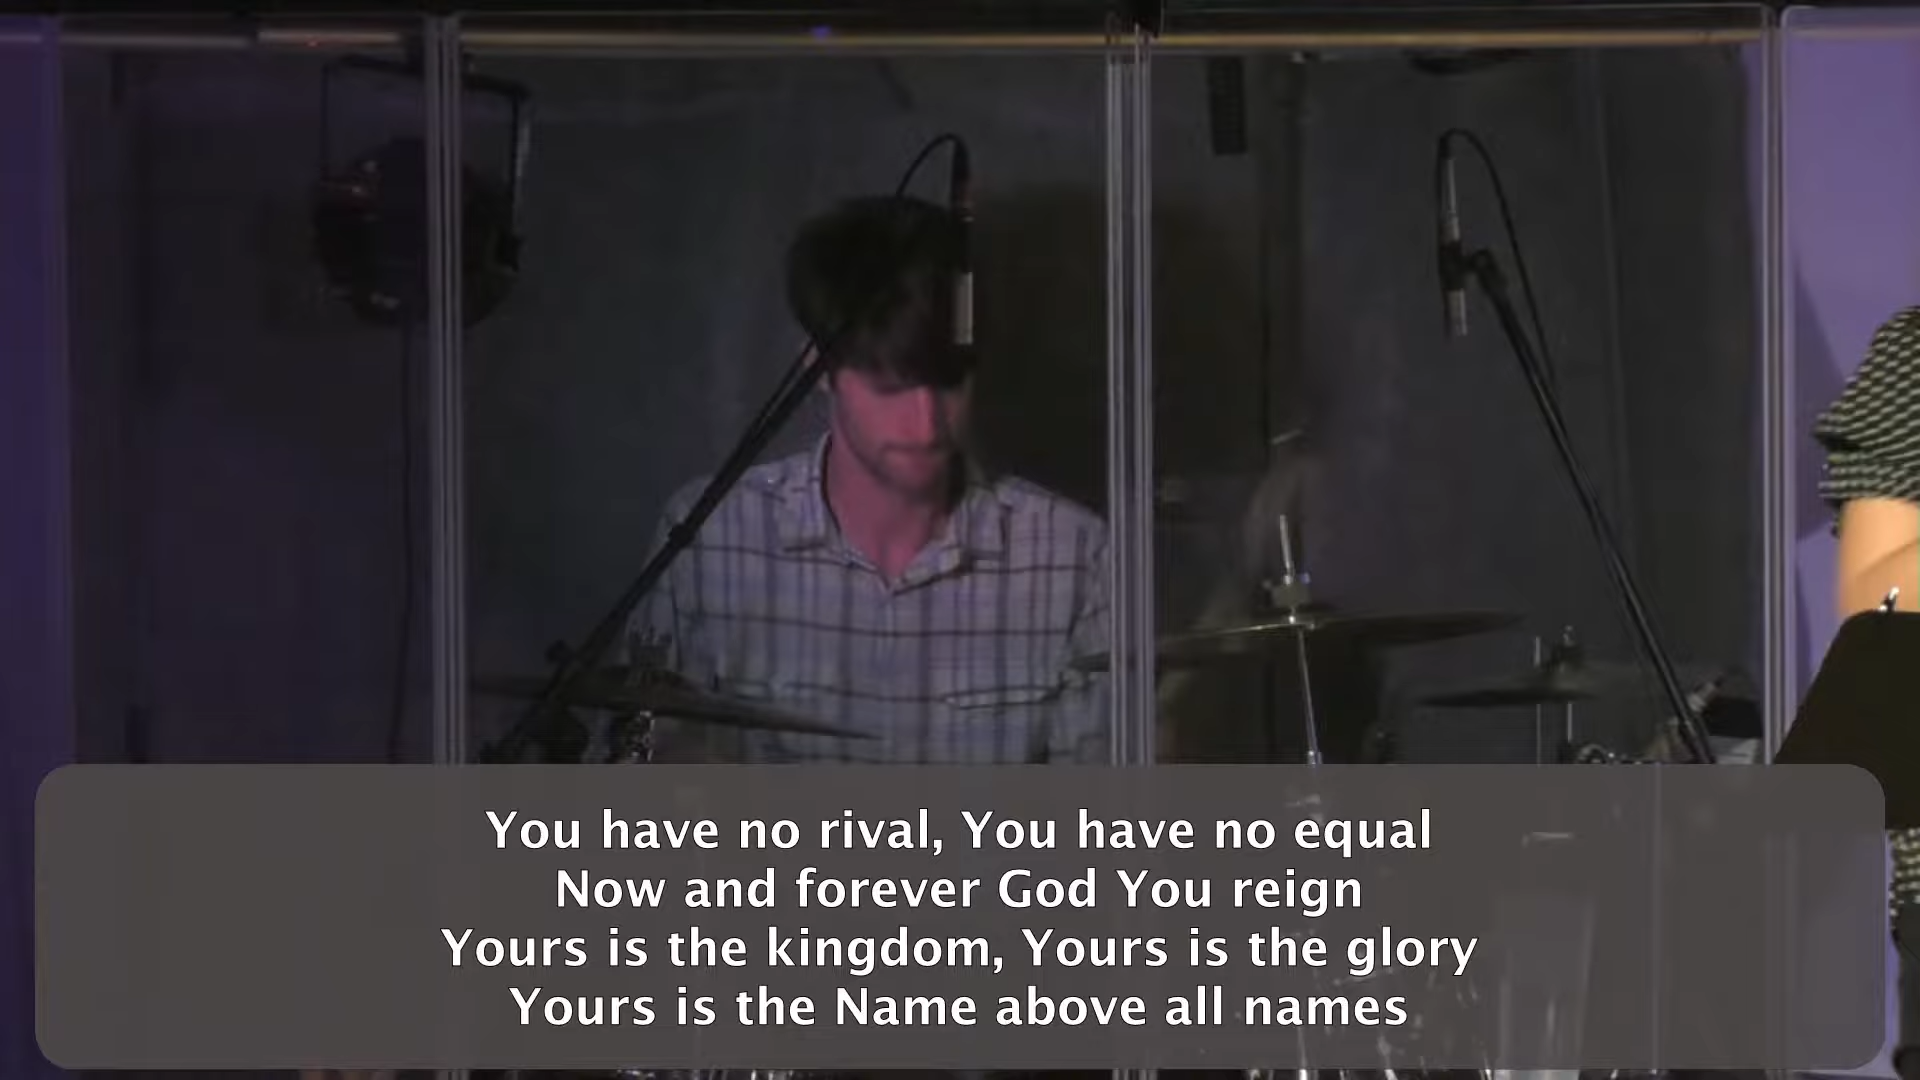 You have no rival, You have no equal
Now and forever God You reign
Yours is the kingdom, Yours is the glory
Yours is the Name above all names